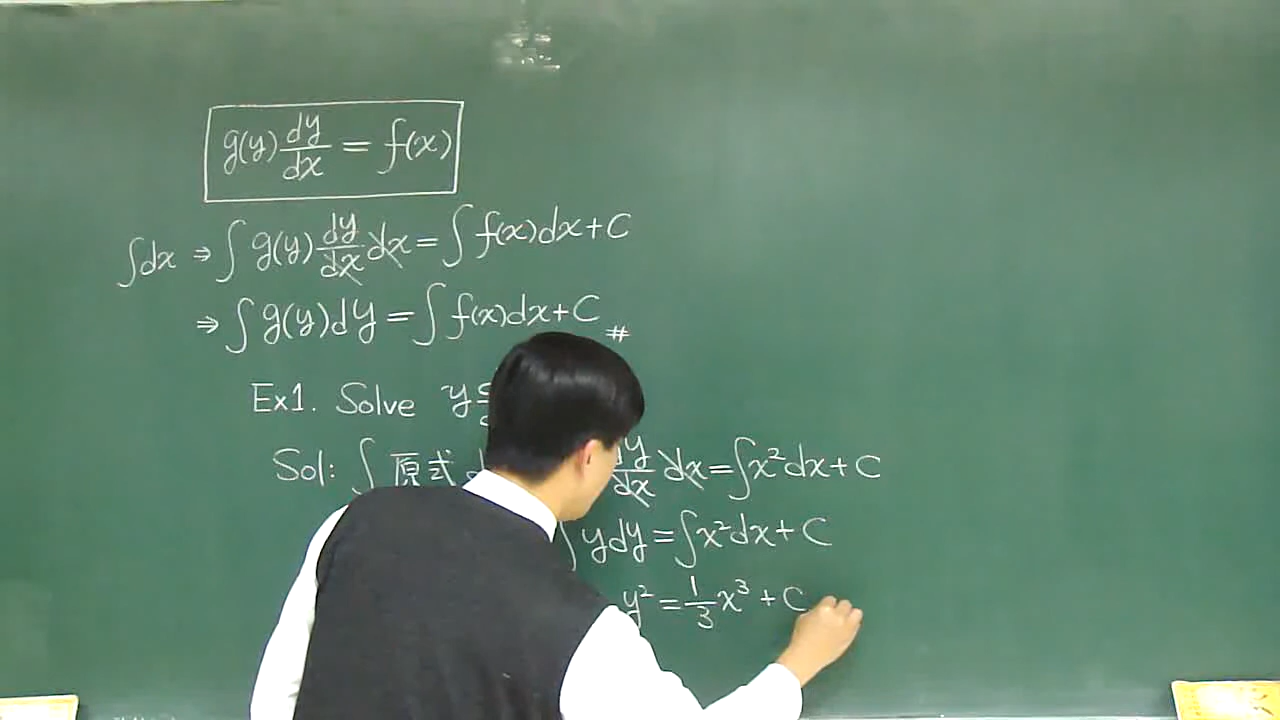 g(y) dy/dx = f(x)
∫dx ⇒ ∫ g(y) dy/dx dx = ∫ f(x)dx + C
⇒ ∫ g(y)dy = ∫ f(x)dx + C #
Ex1. Solve y
Sol: ∫ 原式 d dy/dx dx = ∫x²dx + C
∫ydy = ∫x²dx + C
y² = 1/3 x³ + C